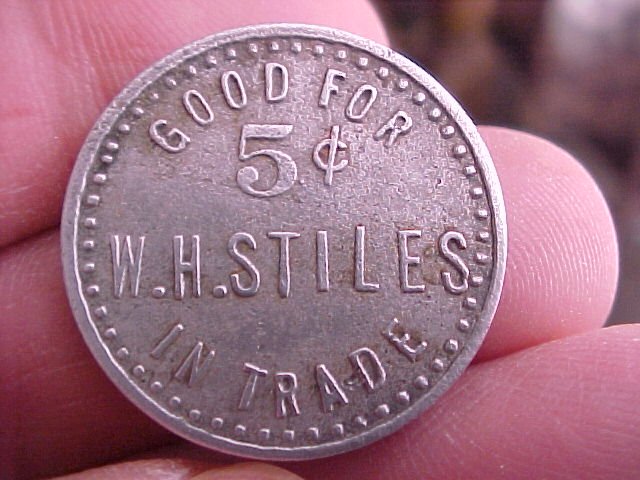 GOOD FOR
5¢
W.H.STILES
IN TRADE